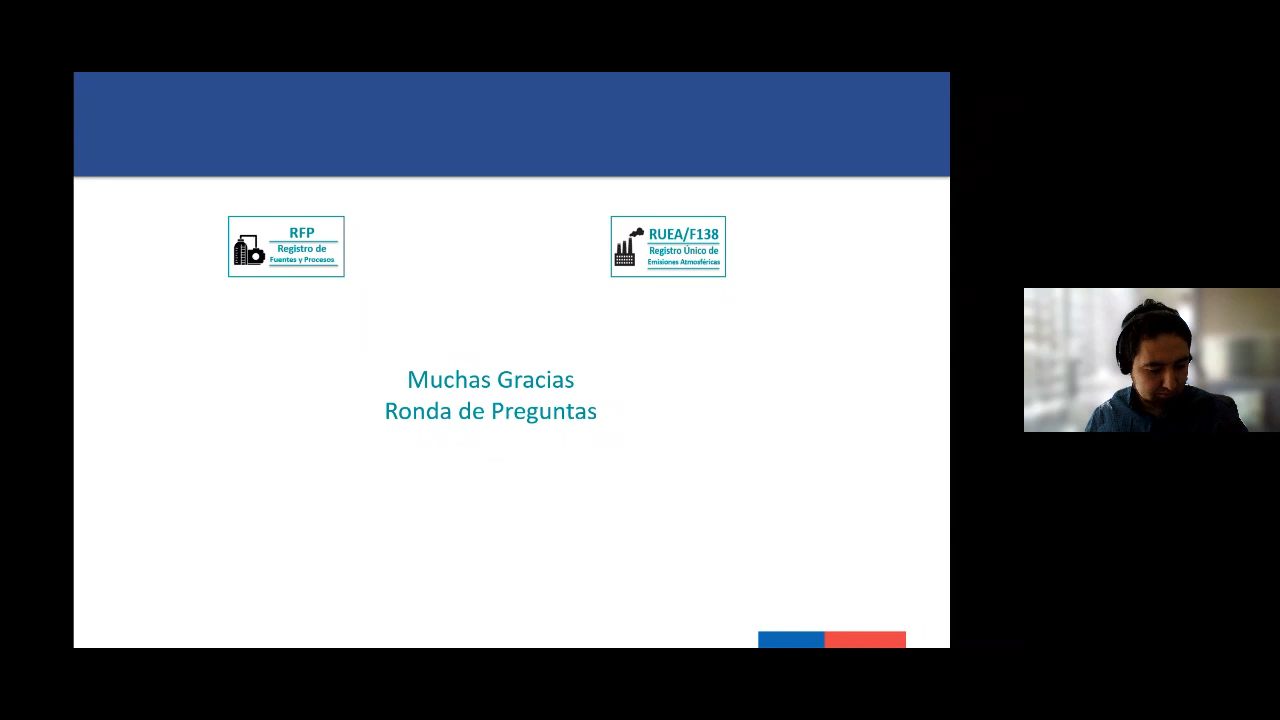 RFP
Registro de
Fuentes y Procesos
RUEA/F138
Registro Único de
Emisiones Atmosféricas
Muchas Gracias
Ronda de Preguntas